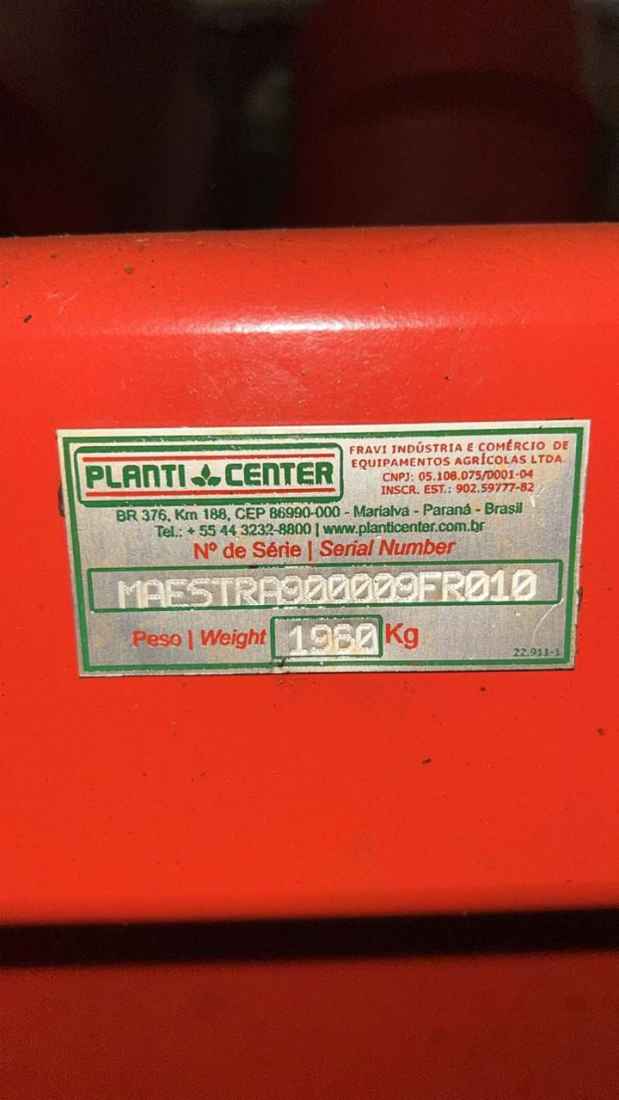 PLANTI CENTER
FRAVI INDÚSTRIA E COMÉRCIO DE
EQUIPAMENTOS AGRÍCOLAS LTDA.
CNPJ: 05.108.075/0001-04
INSCR. EST.: 902.59777-82
BR 376, Km 188, CEP 86990-000 - Marialva - Paraná - Brasil
Tel.: + 55 44 3232-8800 | www.planticenter.com.br
Nº de Série | Serial Number
MAESTRA900009FR010
Peso | Weight 1960 Kg
22.911-1